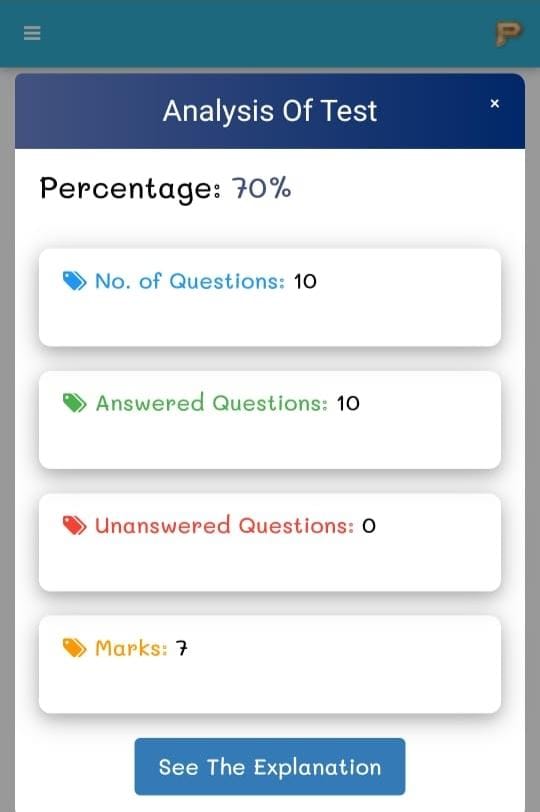 Analysis Of Test
×
Percentage: 70%
No. of Questions: 10
Answered Questions: 10
Unanswered Questions: 0
Marks: 7
See The Explanation